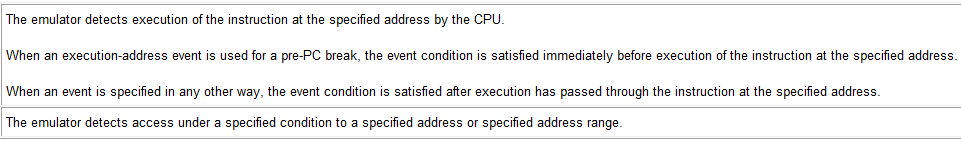 The emulator detects execution of the instruction at the specified address by the CPU.
When an execution-address event is used for a pre-PC break, the event condition is satisfied immediately before execution of the instruction at the specified address.
When an event is specified in any other way, the event condition is satisfied after execution has passed through the instruction at the specified address.
The emulator detects access under a specified condition to a specified address or specified address range.